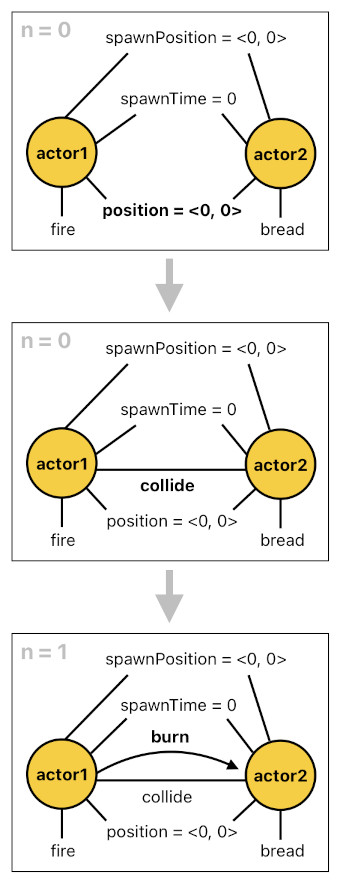 n = 0
spawnPosition = <0, 0>
spawnTime = 0
actor1
actor2
position = <0, 0>
fire
bread
n = 0
spawnPosition = <0, 0>
spawnTime = 0
actor1
actor2
collide
position = <0, 0>
fire
bread
n = 1
spawnPosition = <0, 0>
spawnTime = 0
burn
actor1
actor2
collide
position = <0, 0>
fire
bread